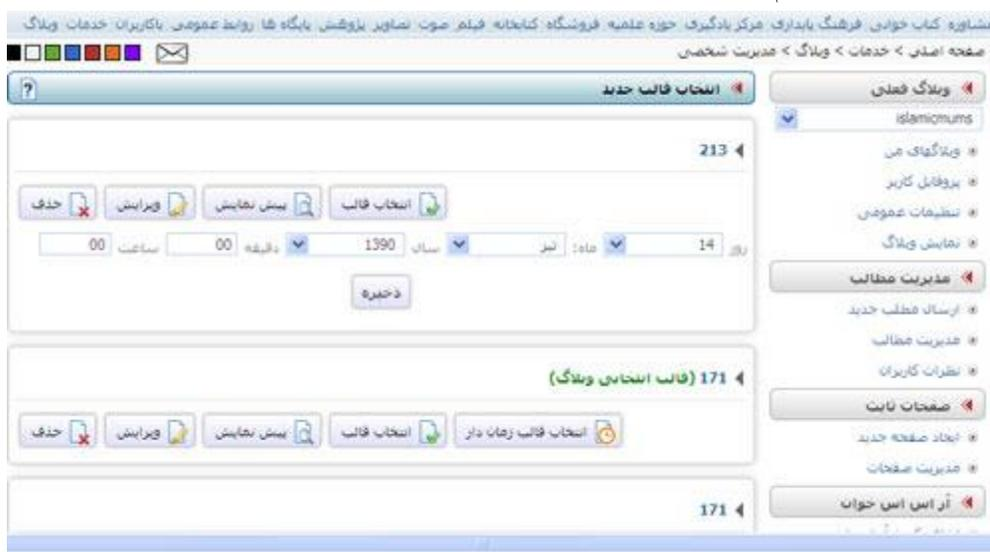 مشاوره کتاب خوانی فرهنگ پایداری مرکز یادگیری حوزه علمیه فروشگاه کتابخانه فیلم صوت تصاویر پژوهش پایگاه ها روابط عمومی باکاربران خدمات وبلاگ
صفحه اصلی > خدمات > وبلاگ > مدیریت شخصی
وبلاگ فعلی
islamicmums
وبلاگهای من
پروفایل کاربر
تنظیمات عمومی
نمایش وبلاگ
مدیریت مطالب
ارسال مطلب جدید
مدیریت مطالب
نظرات کاربران
صفحات ثابت
ایجاد صفحه جدید
مدیریت صفحات
آر اس اس خوان
انتخاب قالب جدید ?
213
انتخاب قالب پیش نمایش ویرایش حذف
روز 14 ماه: تیر سال 1390 دقیقه 00 ساعت 00
ذخیره
171 (قالب انتخابی وبلاگ)
انتخاب قالب زمان دار انتخاب قالب پیش نمایش ویرایش حذف
171